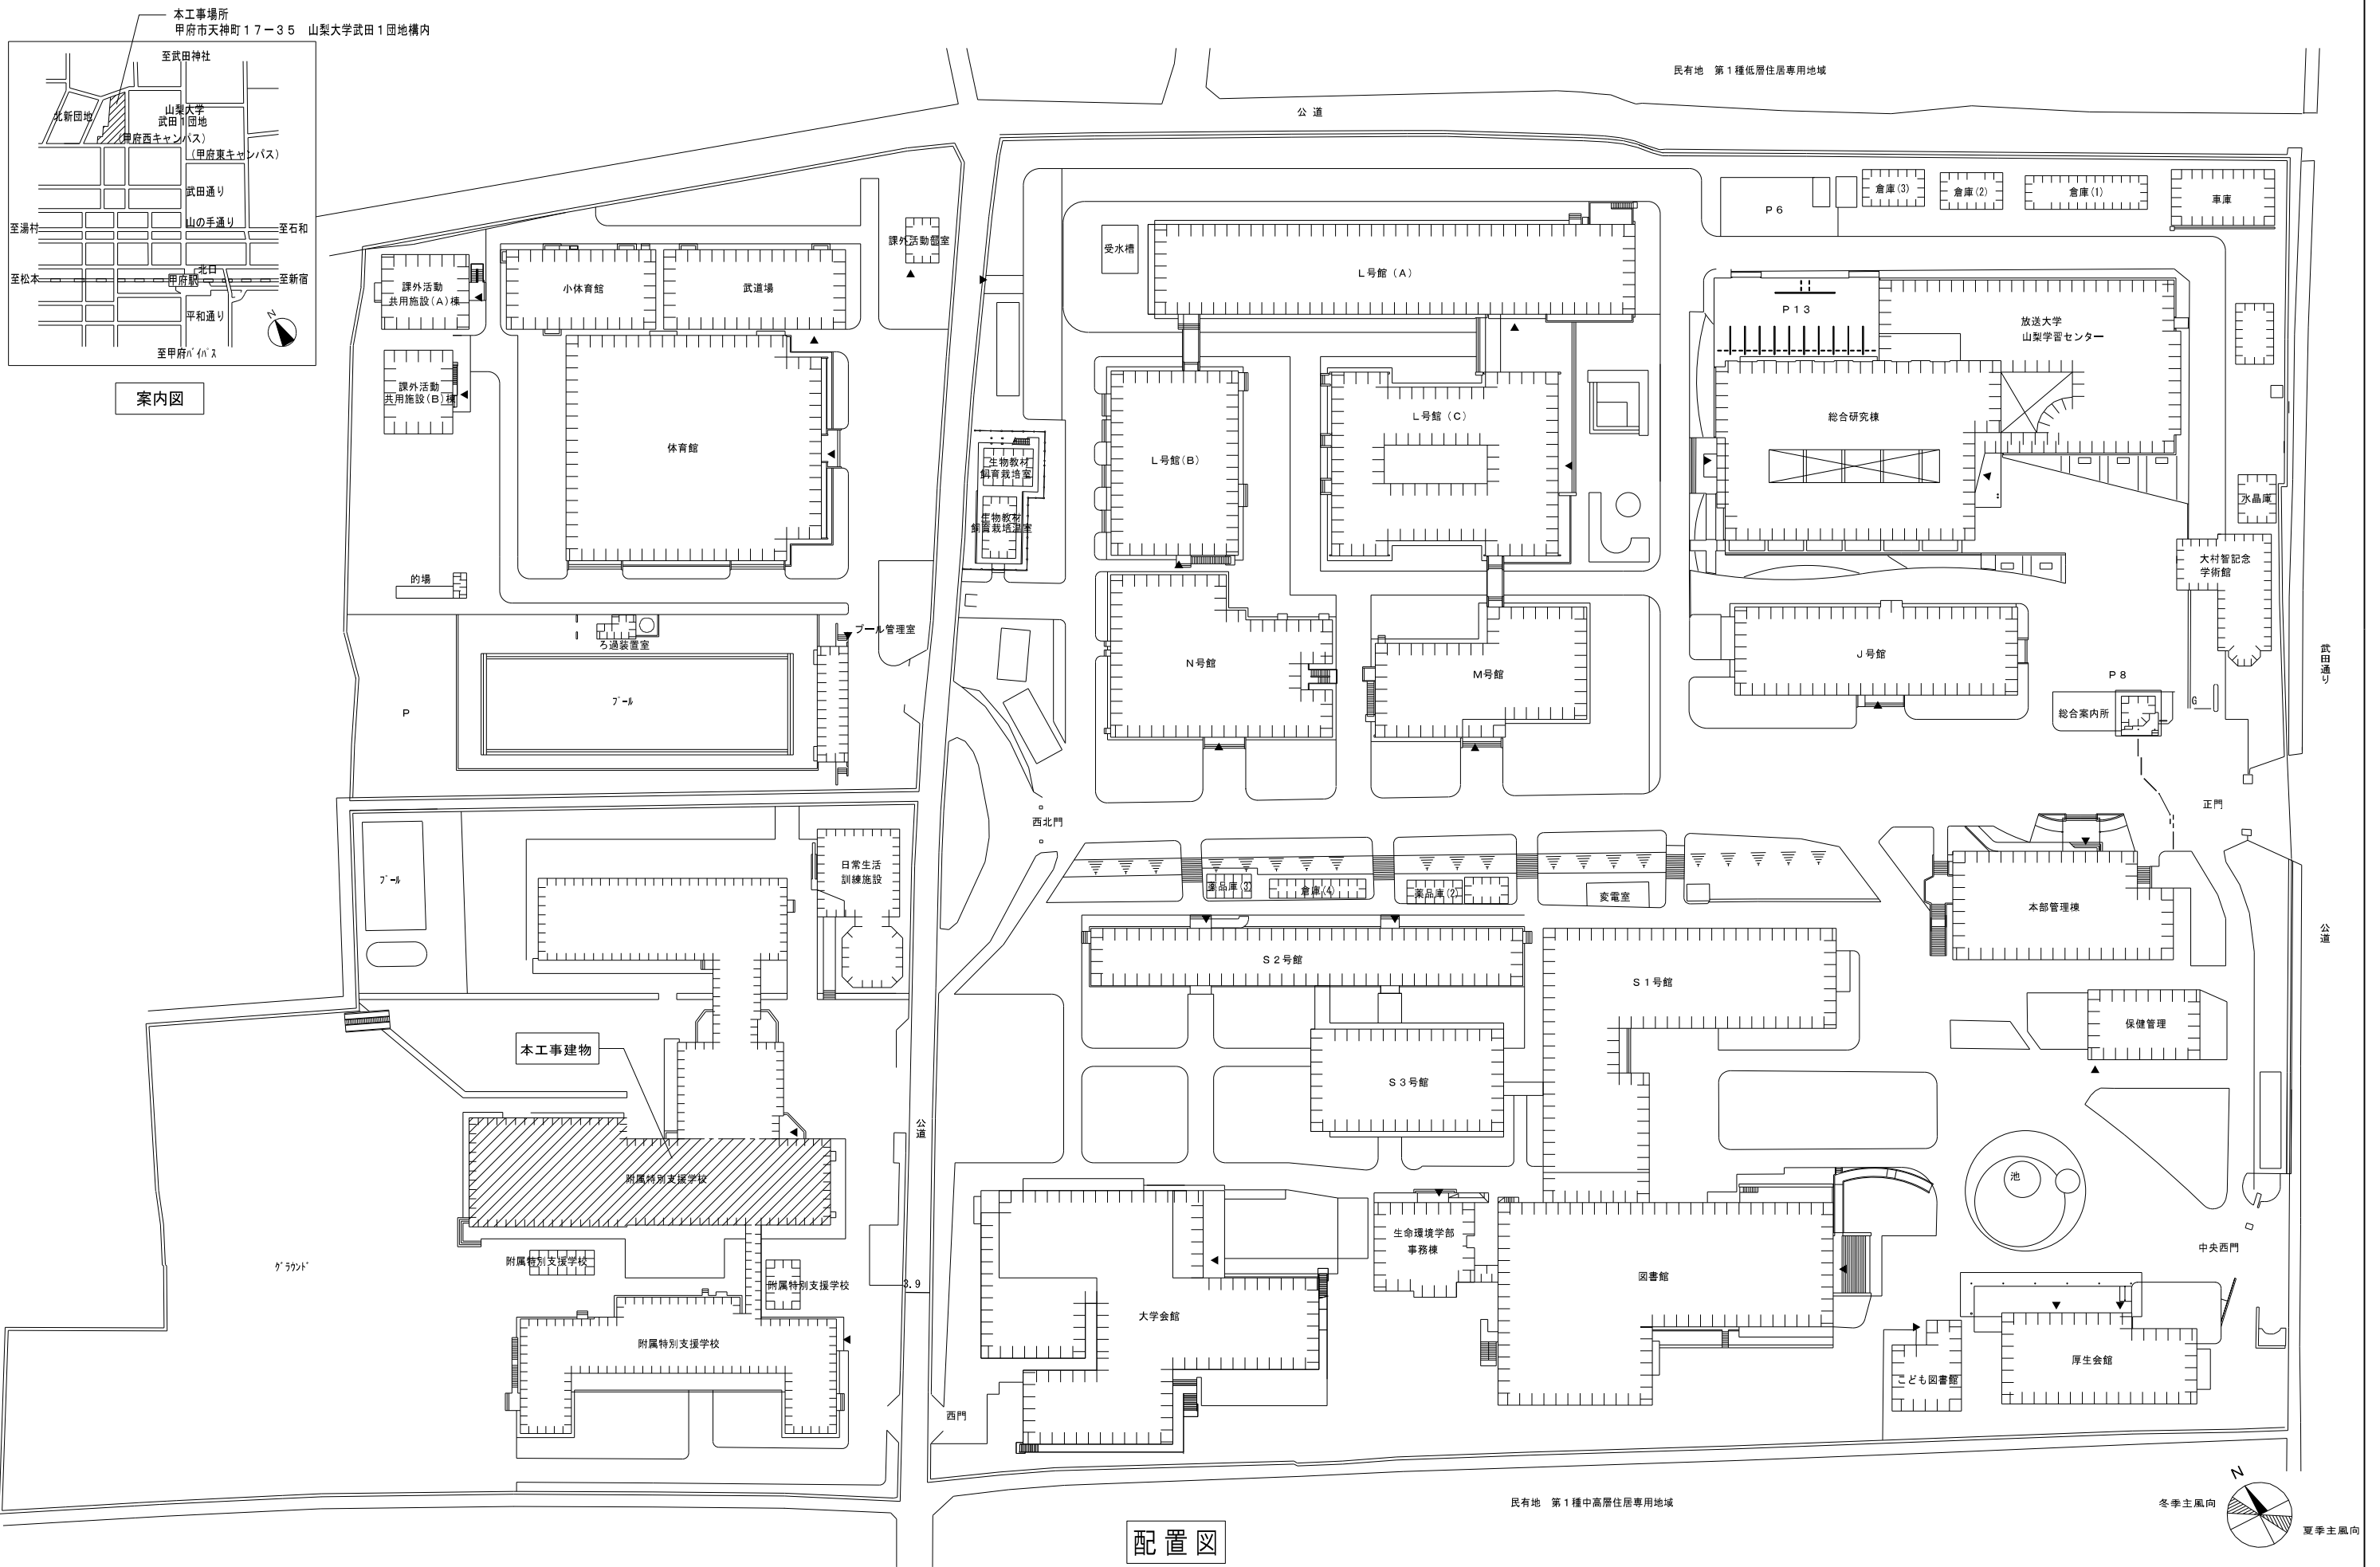 本工事場所
甲府市天神町１７－３５　山梨大学武田１団地構内
至武田神社
北新団地
山梨大学
武田１団地
(甲府西キャンパス)
(甲府東キャンパス)
武田通り
山の手通り
至湯村
至石和
北口
至松本
甲府駅
至新宿
平和通り
N
至甲府ﾊﾞｲﾊﾟｽ
案内図
民有地　第１種低層住居専用地域
公 道
課外活動器室
課外活動
共用施設(A)棟
小体育館
武道場
課外活動
共用施設(B)棟
体育館
的場
プール管理室
ろ過装置室
ﾌﾟｰﾙ
P
受水槽
L号館(A)
L号館(B)
L号館(C)
生物教材
飼育栽培室
生物教材
飼育栽培温室
N号館
M号館
P６
倉庫(3)
倉庫(2)
倉庫(1)
車庫
P１３
放送大学
山梨学習センター
総合研究棟
水晶庫
大村智記念
学術館
J号館
P８
総合案内所
G
武田通り
正門
西北門
薬品庫(3)
倉庫(4)
薬品庫(2)
変電室
本部管理棟
公道
S２号館
S１号館
S３号館
保健管理
池
中央西門
ﾌﾟｰﾙ
日常生活
訓練施設
本工事建物
附属特別支援学校
附属特別支援学校
附属特別支援学校
附属特別支援学校
ｸﾞﾗｳﾝﾄﾞ
公道
3.9
大学会館
生命環境学部
事務棟
図書館
こども図書館
厚生会館
西門
民有地　第１種中高層住居専用地域
N
冬季主風向
夏季主風向
配置図